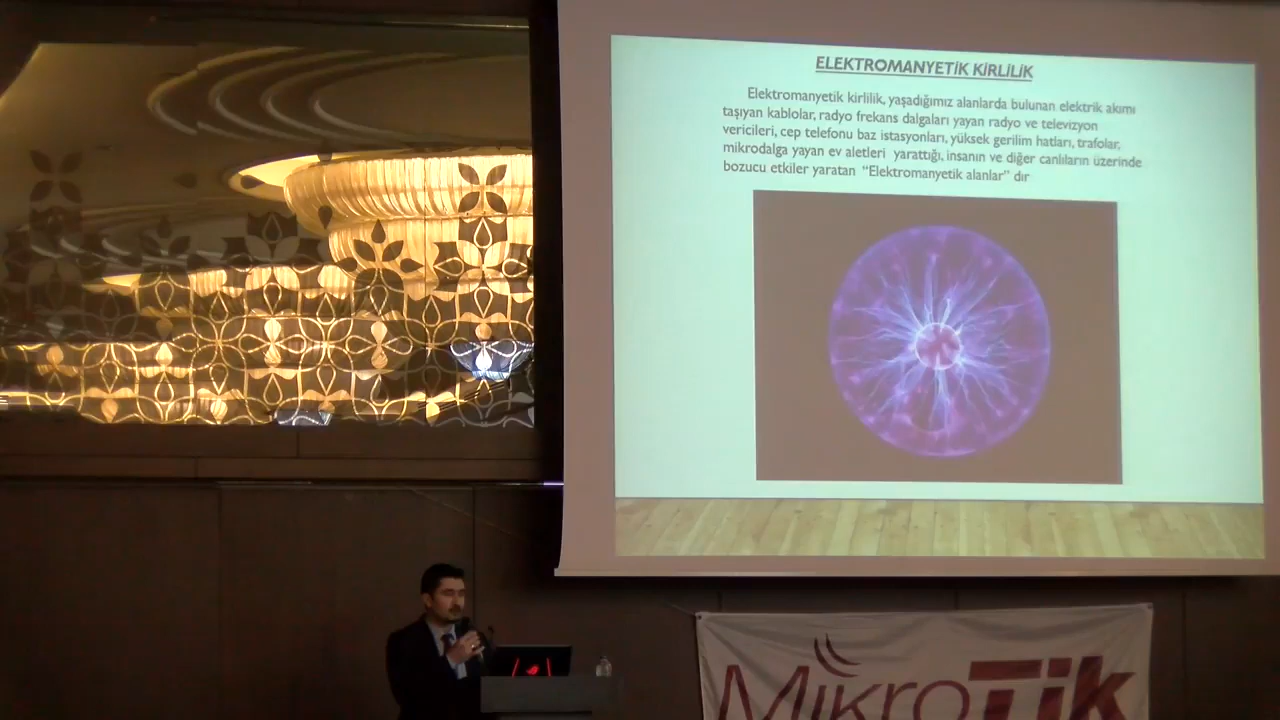 ELEKTROMANYETİK KİRLİLİK
Elektromanyetik kirlilik, yaşadığımız alanlarda bulunan elektrik akımı
taşıyan kablolar, radyo frekans dalgaları yayan radyo ve televizyon
vericileri, cep telefonu baz istasyonları, yüksek gerilim hatları, trafolar,
mikrodalga yayan ev aletleri yarattığı, insanın ve diğer canlıların üzerinde
bozucu etkiler yaratan “Elektromanyetik alanlar” dır
MikroTik